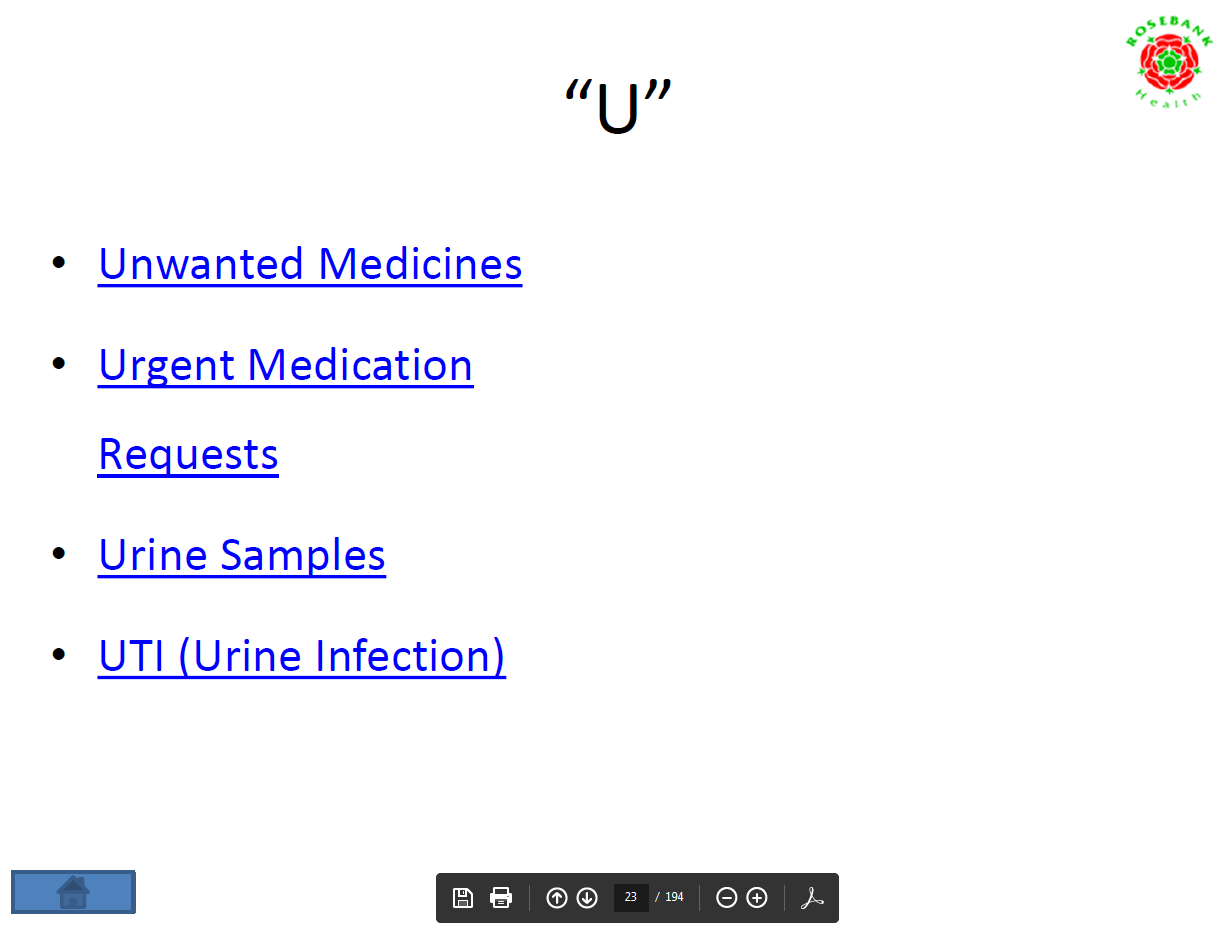 ROSEBANK
Health
“U”
• Unwanted Medicines
• Urgent Medication
Requests
• Urine Samples
• UTI (Urine Infection)
23 / 194